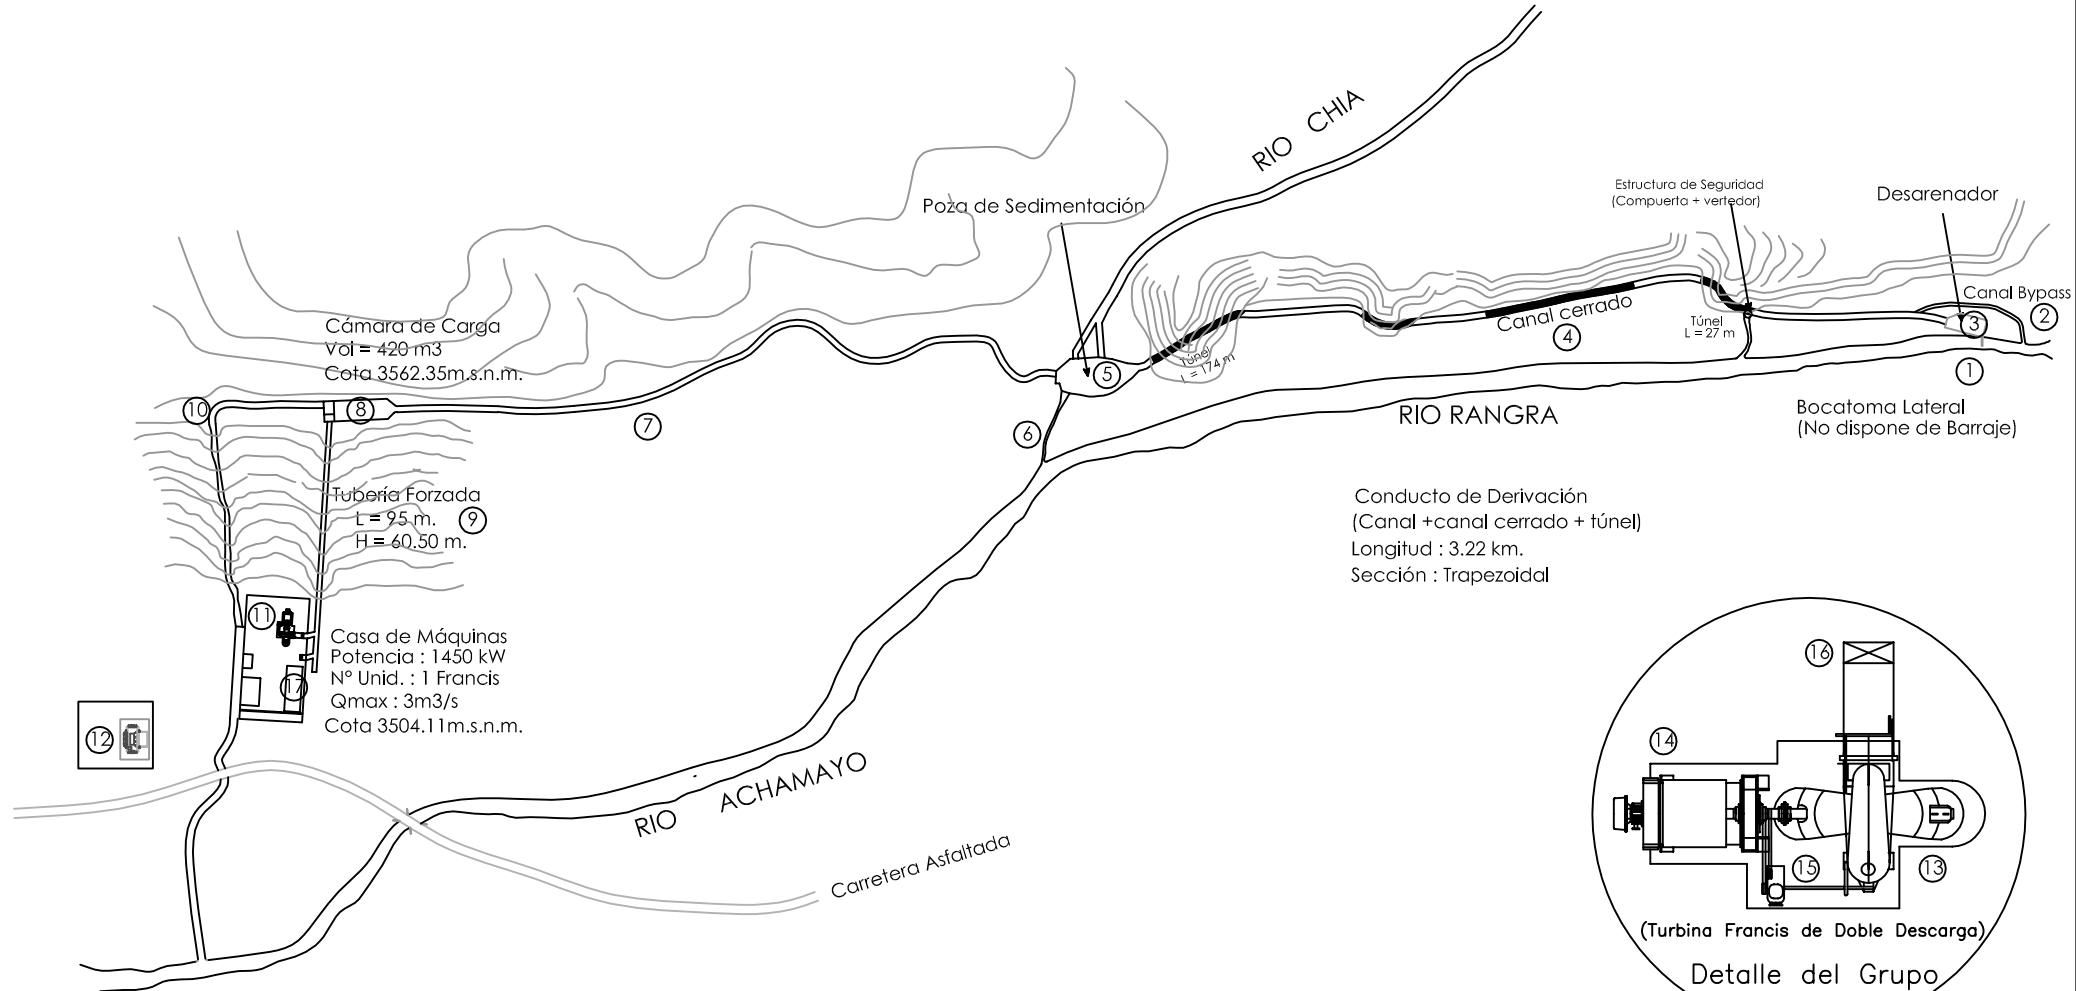 RIO CHIA
Poza de Sedimentación
Estructura de Seguridad
(Compuerta + vertedor)
Desarenador
Canal Bypass
2
3
1
Túnel
L = 27 m
Canal cerrado
4
Túnel
L = 174 m
5
6
7
RIO RANGRA
Bocatoma Lateral
(No dispone de Barraje)
Cámara de Carga
Vol = 420 m3
Cota 3562.35m.s.n.m.
10
8
Tubería Forzada
L = 95 m.
H = 60.50 m.
9
Conducto de Derivación
(Canal +canal cerrado + túnel)
Longitud : 3.22 km.
Sección : Trapezoidal
11
Casa de Máquinas
Potencia : 1450 kW
N° Unid. : 1 Francis
Qmax : 3m3/s
Cota 3504.11m.s.n.m.
17
12
RIO ACHAMAYO
Carretera Asfaltada
16
14
15
13
(Turbina Francis de Doble Descarga)
Detalle del Grupo